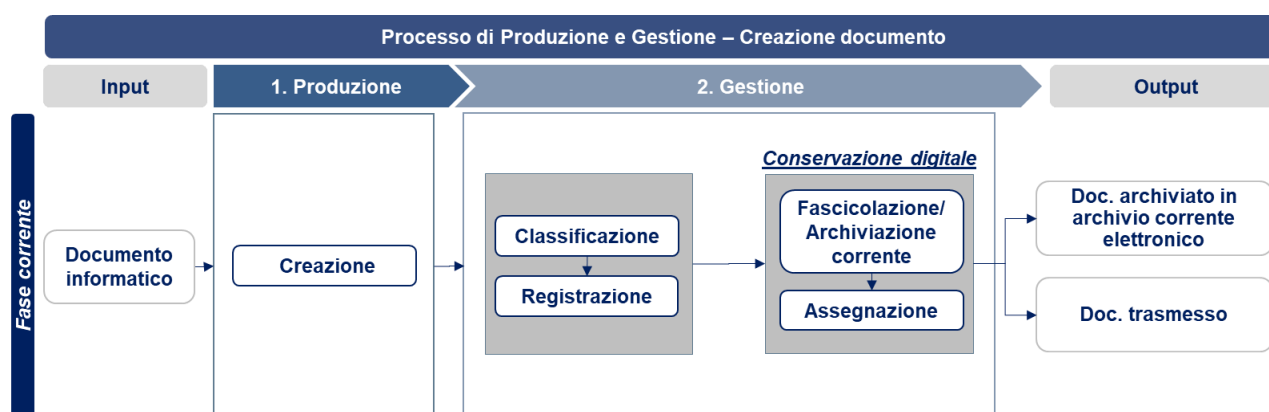 Processo di Produzione e Gestione – Creazione documento
Input
1. Produzione
2. Gestione
Output
Fase corrente
Documento
informatico
Creazione
Classificazione
Registrazione
Conservazione digitale
Fascicolazione/
Archiviazione
corrente
Assegnazione
Doc. archiviato in
archivio corrente
elettronico
Doc. trasmesso